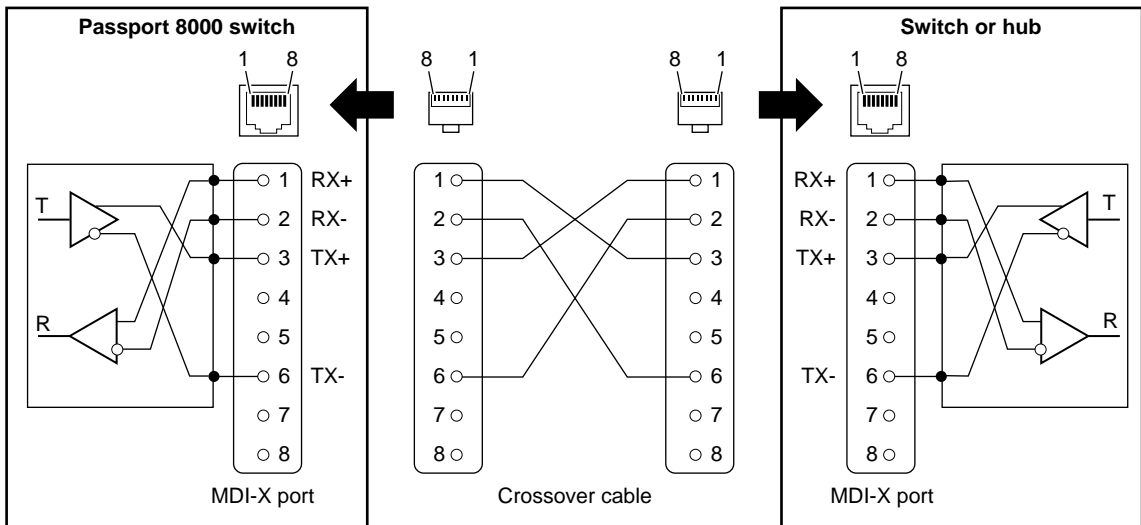 Passport 8000 switch
Switch or hub
1 8
8 1
8 1
1 8
1 RX+
1
1
RX+ 1
T
2 RX-
2
2
RX- 2
T
3 TX+
3
3
TX+ 3
4
4
4
4
R
5
5
5
5
R
6 TX-
6
6
TX- 6
7
7
7
7
8
8
8
8
MDI-X port
Crossover cable
MDI-X port